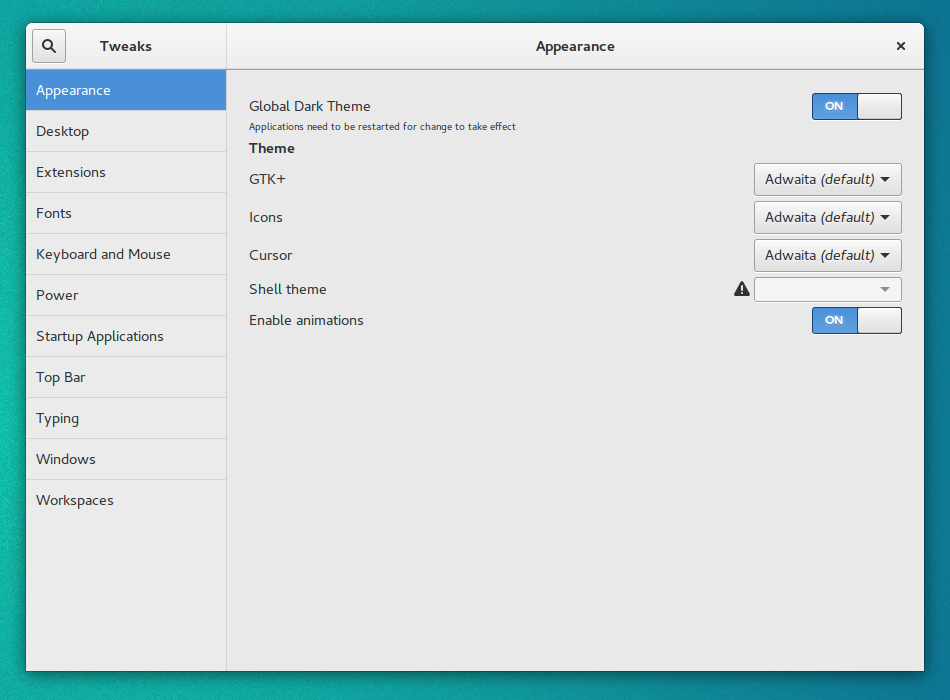 Tweaks
Appearance
Appearance
Desktop
Extensions
Fonts
Keyboard and Mouse
Power
Startup Applications
Top Bar
Typing
Windows
Workspaces
Global Dark Theme
ON
Applications need to be restarted for change to take effect
Theme
GTK+
Adwaita (default)
Icons
Adwaita (default)
Cursor
Adwaita (default)
Shell theme
Enable animations
ON